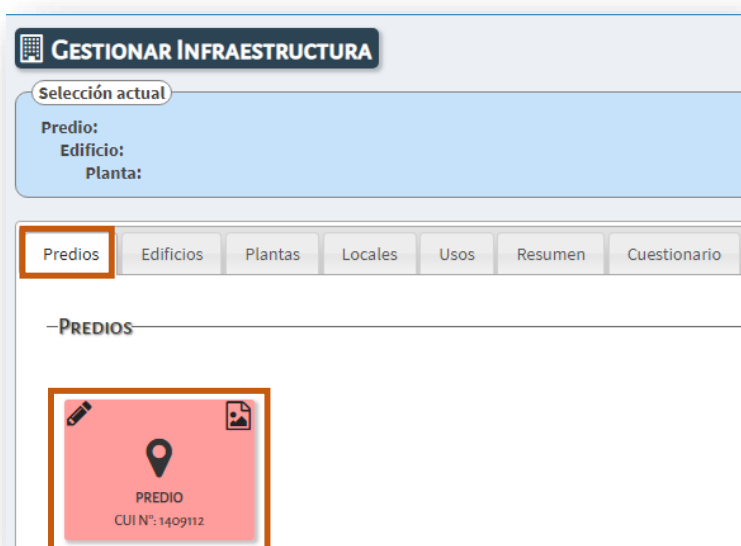 GESTIONAR INFRAESTRUCTURA
Selección actual
Predio:
Edificio:
Planta:
Predios Edificios Plantas Locales Usos Resumen Cuestionario
PREDIOS
PREDIO
CUI N°: 1409112